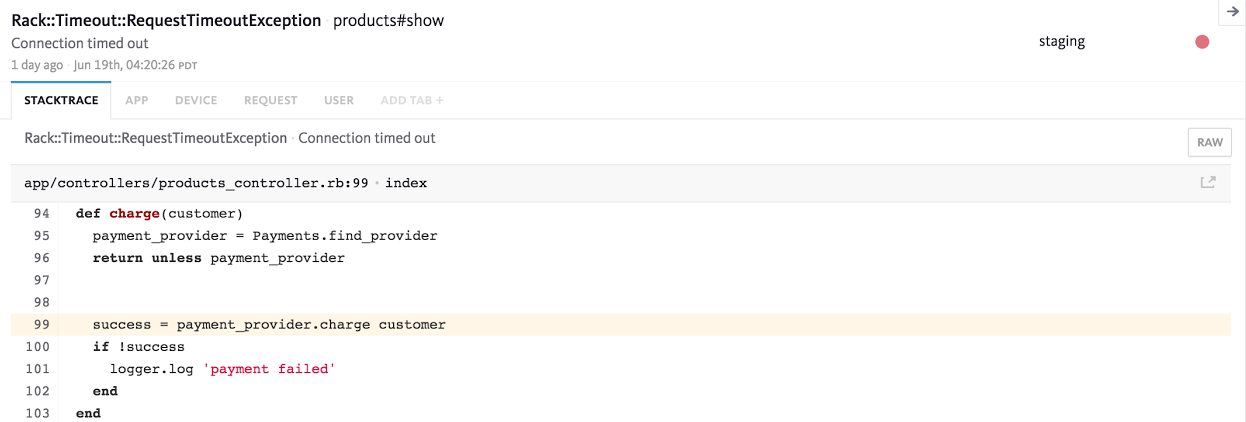 Rack::Timeout::RequestTimeoutException · products#show
Connection timed out
staging
1 day ago · Jun 19th, 04:20:26 PDT
STACKTRACE APP DEVICE REQUEST USER ADD TAB +
Rack::Timeout::RequestTimeoutException · Connection timed out
RAW
app/controllers/products_controller.rb:99 · index
94 def charge(customer)
95 payment_provider = Payments.find_provider
96 return unless payment_provider
97
98
99 success = payment_provider.charge customer
100 if !success
101 logger.log 'payment failed'
102 end
103 end